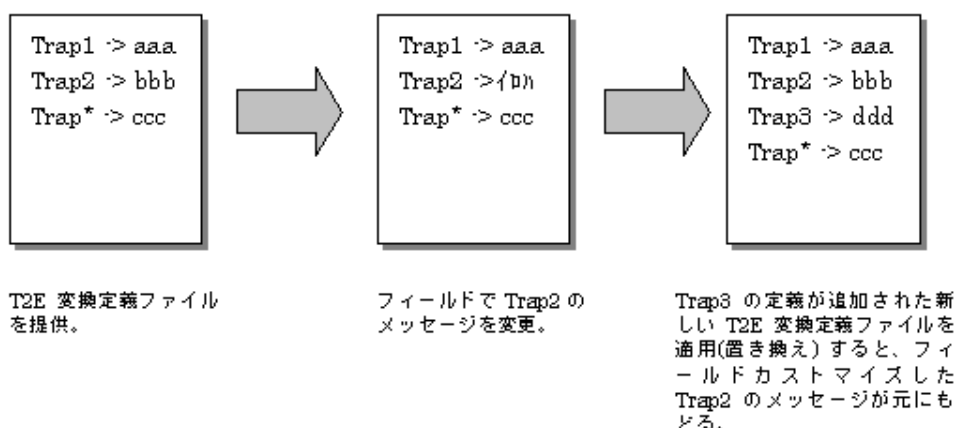 Trap1 -> aaa
Trap2 -> bbb
Trap* -> ccc
Trap1 -> aaa
Trap2 ->ｲﾛﾊ
Trap* -> ccc
Trap1 -> aaa
Trap2 -> bbb
Trap3 -> ddd
Trap* -> ccc
T2E 変換定義ファイル
を提供。
フィールドで Trap2 の
メッセージを変更。
Trap3 の定義が追加された新
しい T2E 変換定義ファイルを
適用(置き換え) すると、フィ
ールドカストマイズした
Trap2 のメッセージが元にも
どる。